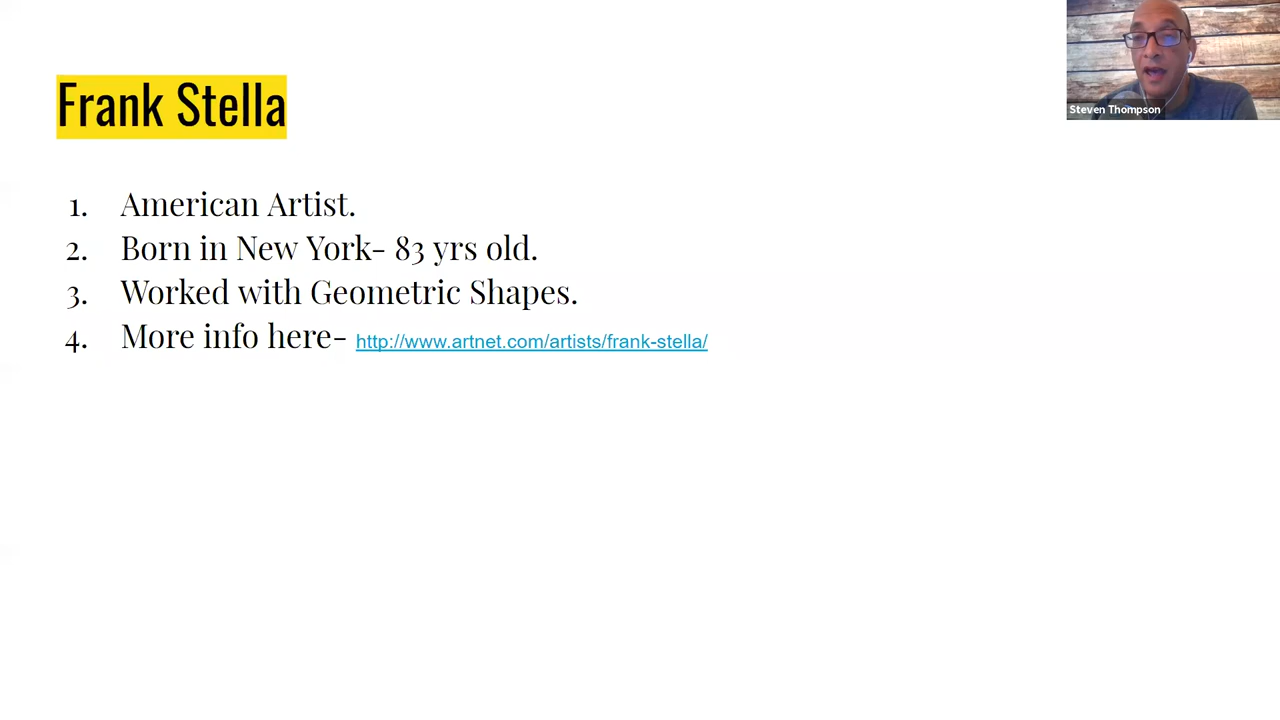 Frank Stella
1. American Artist.
2. Born in New York- 83 yrs old.
3. Worked with Geometric Shapes.
4. More info here- http://www.artnet.com/artists/frank-stella/
Steven Thompson